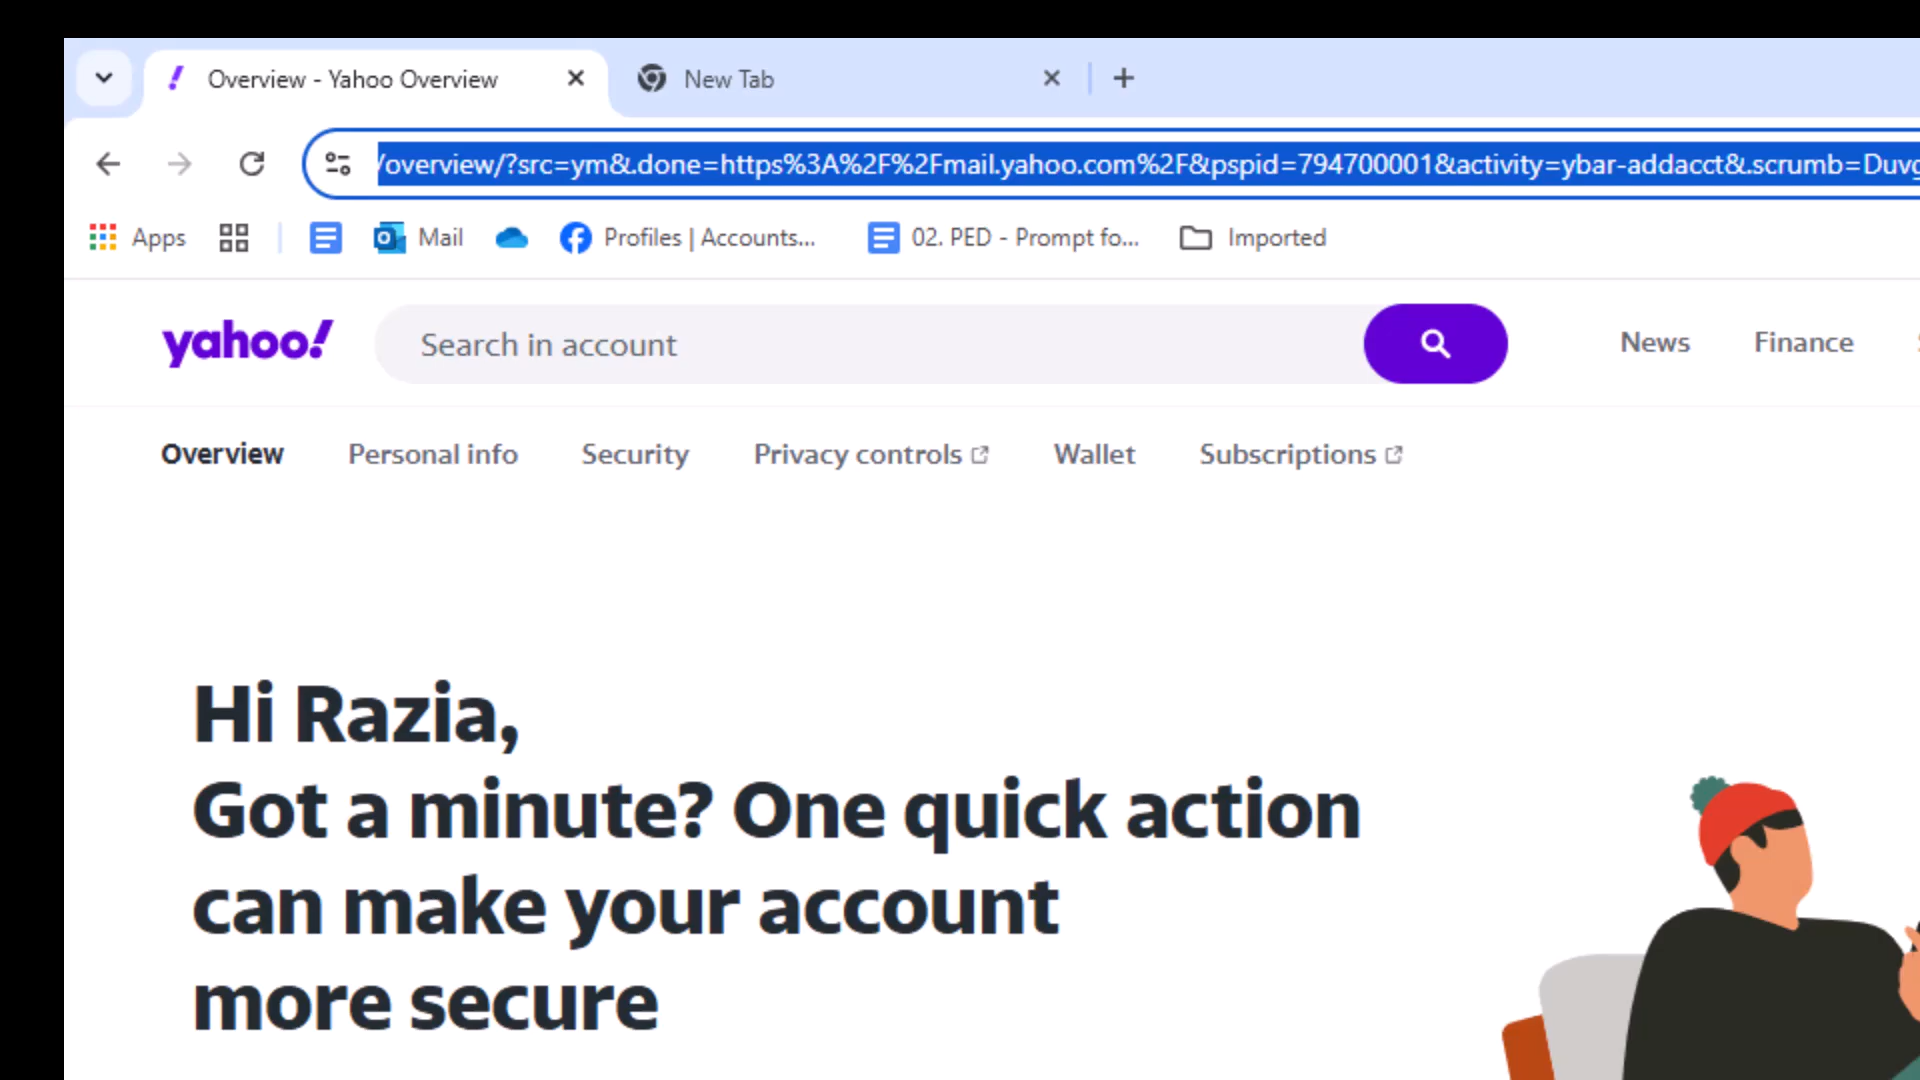 Overview - Yahoo Overview
New Tab
/overview/?src=ym&.done=https%3A%2F%2Fmail.yahoo.com%2F&pspid=794700001&activity=ybar-addacct&.scrumb=Duvg
Apps
Mail
Profiles | Accounts...
02. PED - Prompt fo...
Imported
yahoo!
Search in account
News
Finance
Overview
Personal info
Security
Privacy controls
Wallet
Subscriptions
Hi Razia,
Got a minute? One quick action
can make your account
more secure